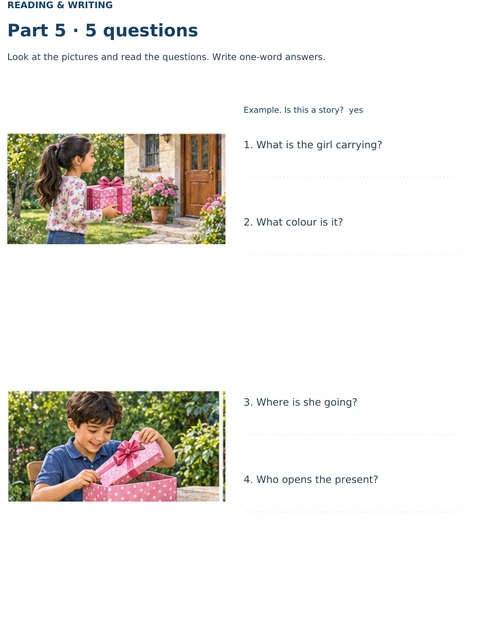 READING & WRITING
Part 5 · 5 questions
Look at the pictures and read the questions. Write one-word answers.
Example. Is this a story? yes
1. What is the girl carrying?
2. What colour is it?
3. Where is she going?
4. Who opens the present?